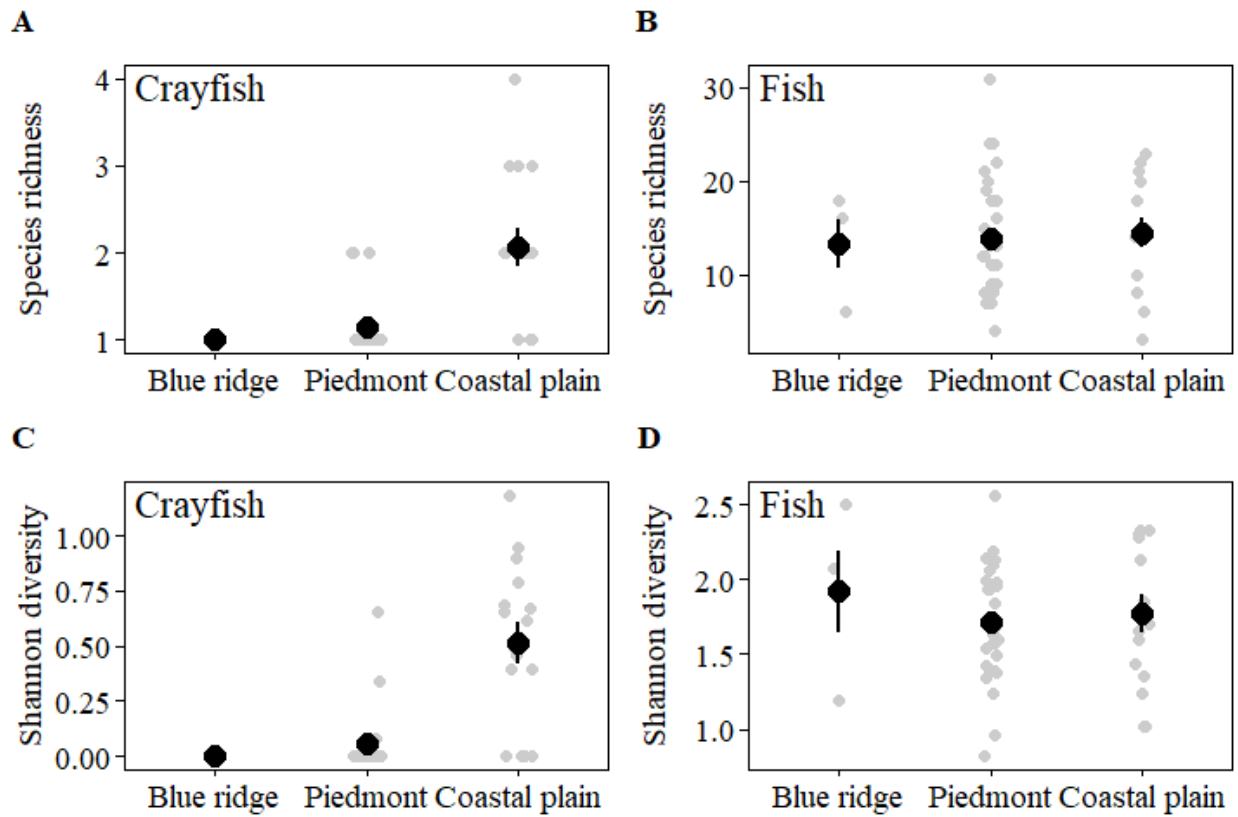 A
Crayfish
Species richness
4
3
2
1
Blue ridge Piedmont Coastal plain
B
Fish
Species richness
30
20
10
Blue ridge Piedmont Coastal plain
C
Crayfish
Shannon diversity
1.00
0.75
0.50
0.25
0.00
Blue ridge Piedmont Coastal plain
D
Fish
Shannon diversity
2.5
2.0
1.5
1.0
Blue ridge Piedmont Coastal plain